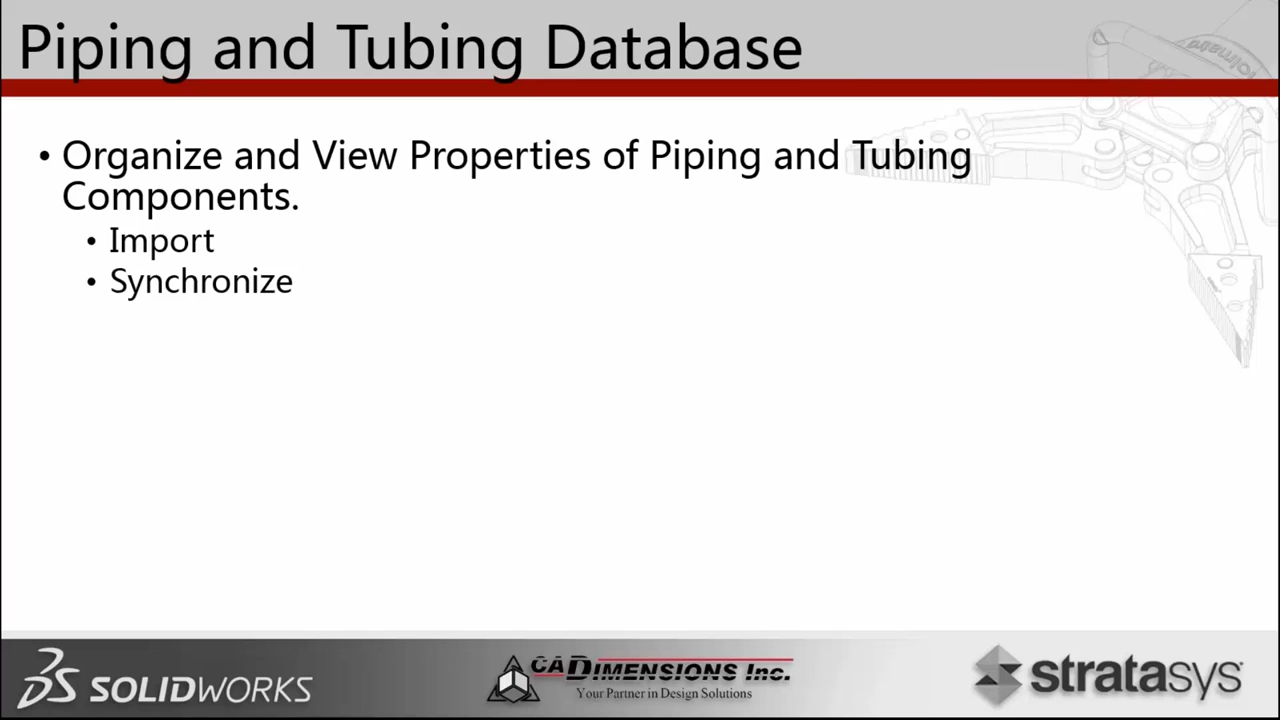 Piping and Tubing Database
• Organize and View Properties of Piping and Tubing
Components.
• Import
• Synchronize
SOLIDWORKS
CADIMENSIONS INC.
Your Partner in Design Solutions
stratasys